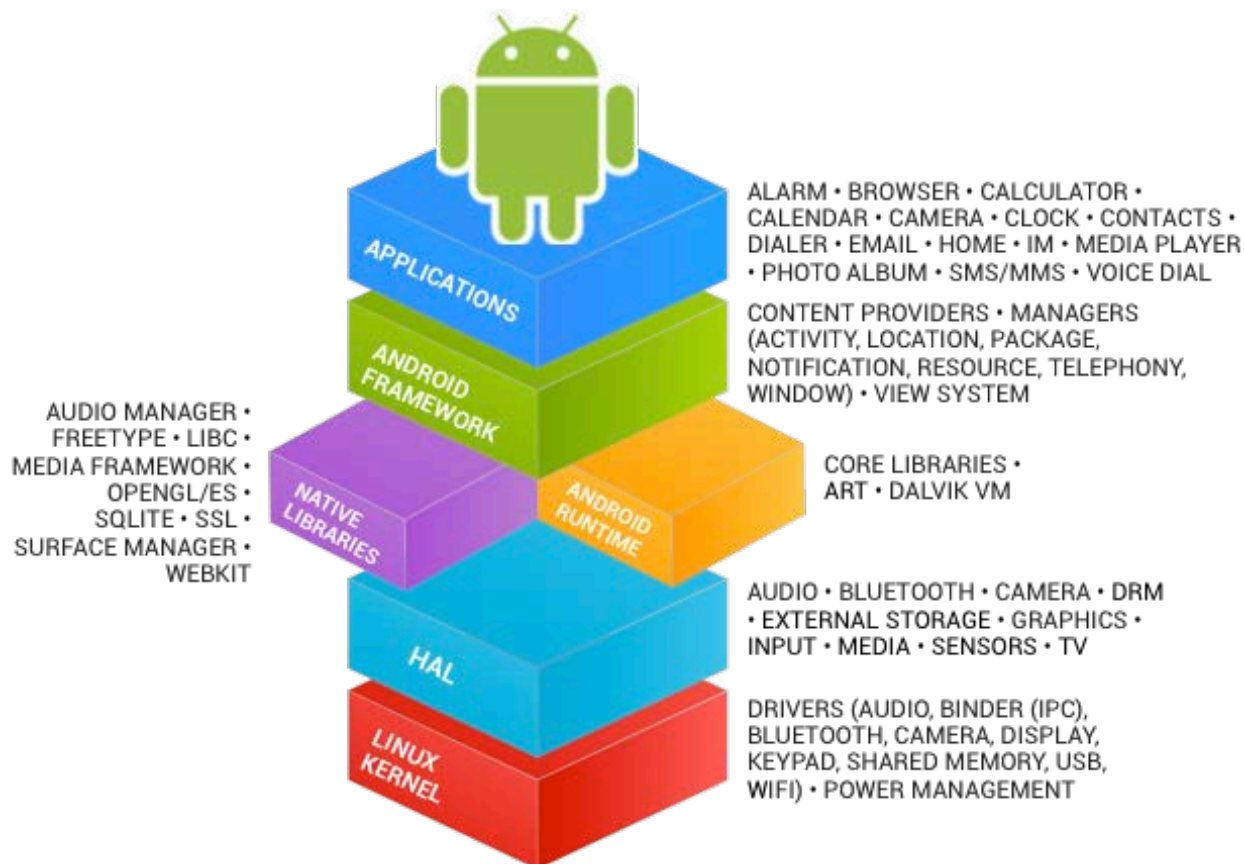 ALARM • BROWSER • CALCULATOR •
CALENDAR • CAMERA • CLOCK • CONTACTS •
DIALER • EMAIL • HOME • IM • MEDIA PLAYER
• PHOTO ALBUM • SMS/MMS • VOICE DIAL
APPLICATIONS
CONTENT PROVIDERS • MANAGERS
(ACTIVITY, LOCATION, PACKAGE,
NOTIFICATION, RESOURCE, TELEPHONY,
WINDOW) • VIEW SYSTEM
ANDROID
FRAMEWORK
AUDIO MANAGER •
FREETYPE • LIBC •
MEDIA FRAMEWORK •
OPENGL/ES •
SQLITE • SSL •
SURFACE MANAGER •
WEBKIT
NATIVE
LIBRARIES
ANDROID
RUNTIME
CORE LIBRARIES •
ART • DALVIK VM
HAL
AUDIO • BLUETOOTH • CAMERA • DRM
• EXTERNAL STORAGE • GRAPHICS •
INPUT • MEDIA • SENSORS • TV
LINUX
KERNEL
DRIVERS (AUDIO, BINDER (IPC),
BLUETOOTH, CAMERA, DISPLAY,
KEYPAD, SHARED MEMORY, USB,
WIFI) • POWER MANAGEMENT